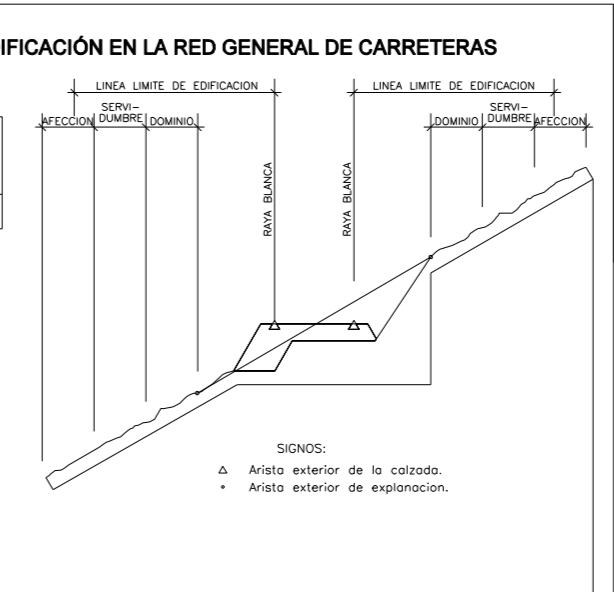 IFICACIÓN EN LA RED GENERAL DE CARRETERAS
LINEA LIMITE DE EDIFICACION
LINEA LIMITE DE EDIFICACION
AFECCION
SERVI-
DUMBRE
DOMINIO
DOMINIO
SERVI-
DUMBRE
AFECCION
RAYA BLANCA
RAYA BLANCA
SIGNOS:
△ Arista exterior de la calzada.
∘ Arista exterior de explanacion.